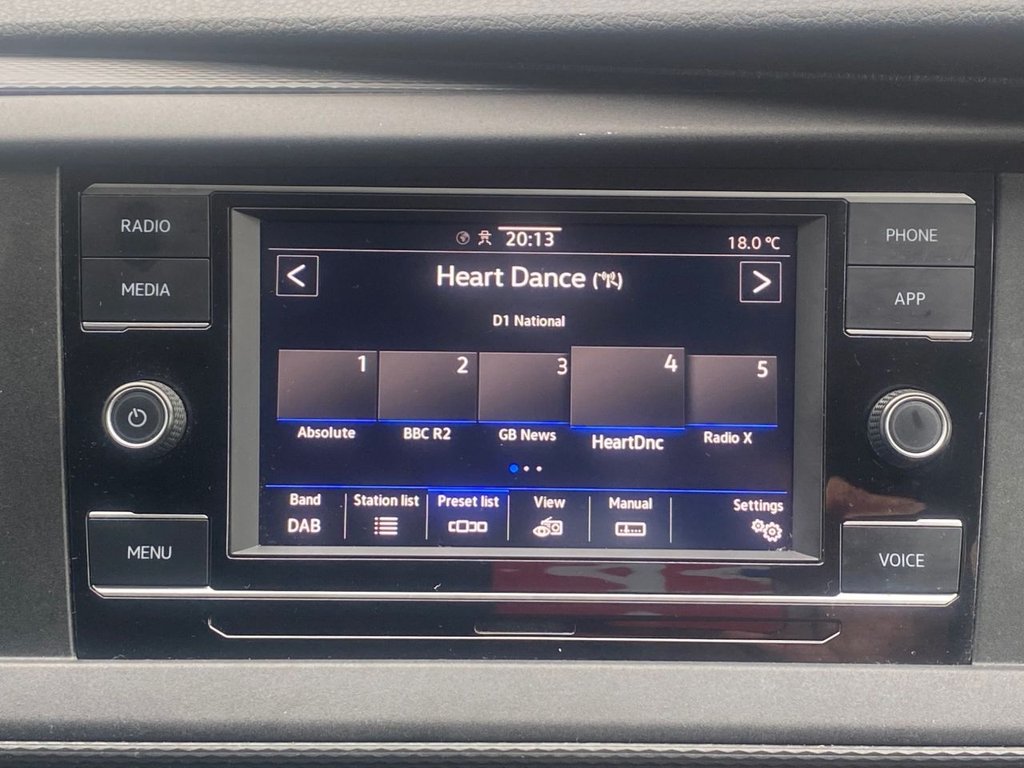 RADIO
MEDIA
MENU
20:13
18.0 °C
<
Heart Dance
>
D1 National
1
2
3
4
5
Absolute
BBC R2
GB News
HeartDnc
Radio X
Band
DAB
Station list
Preset list
View
Manual
Settings
PHONE
APP
VOICE